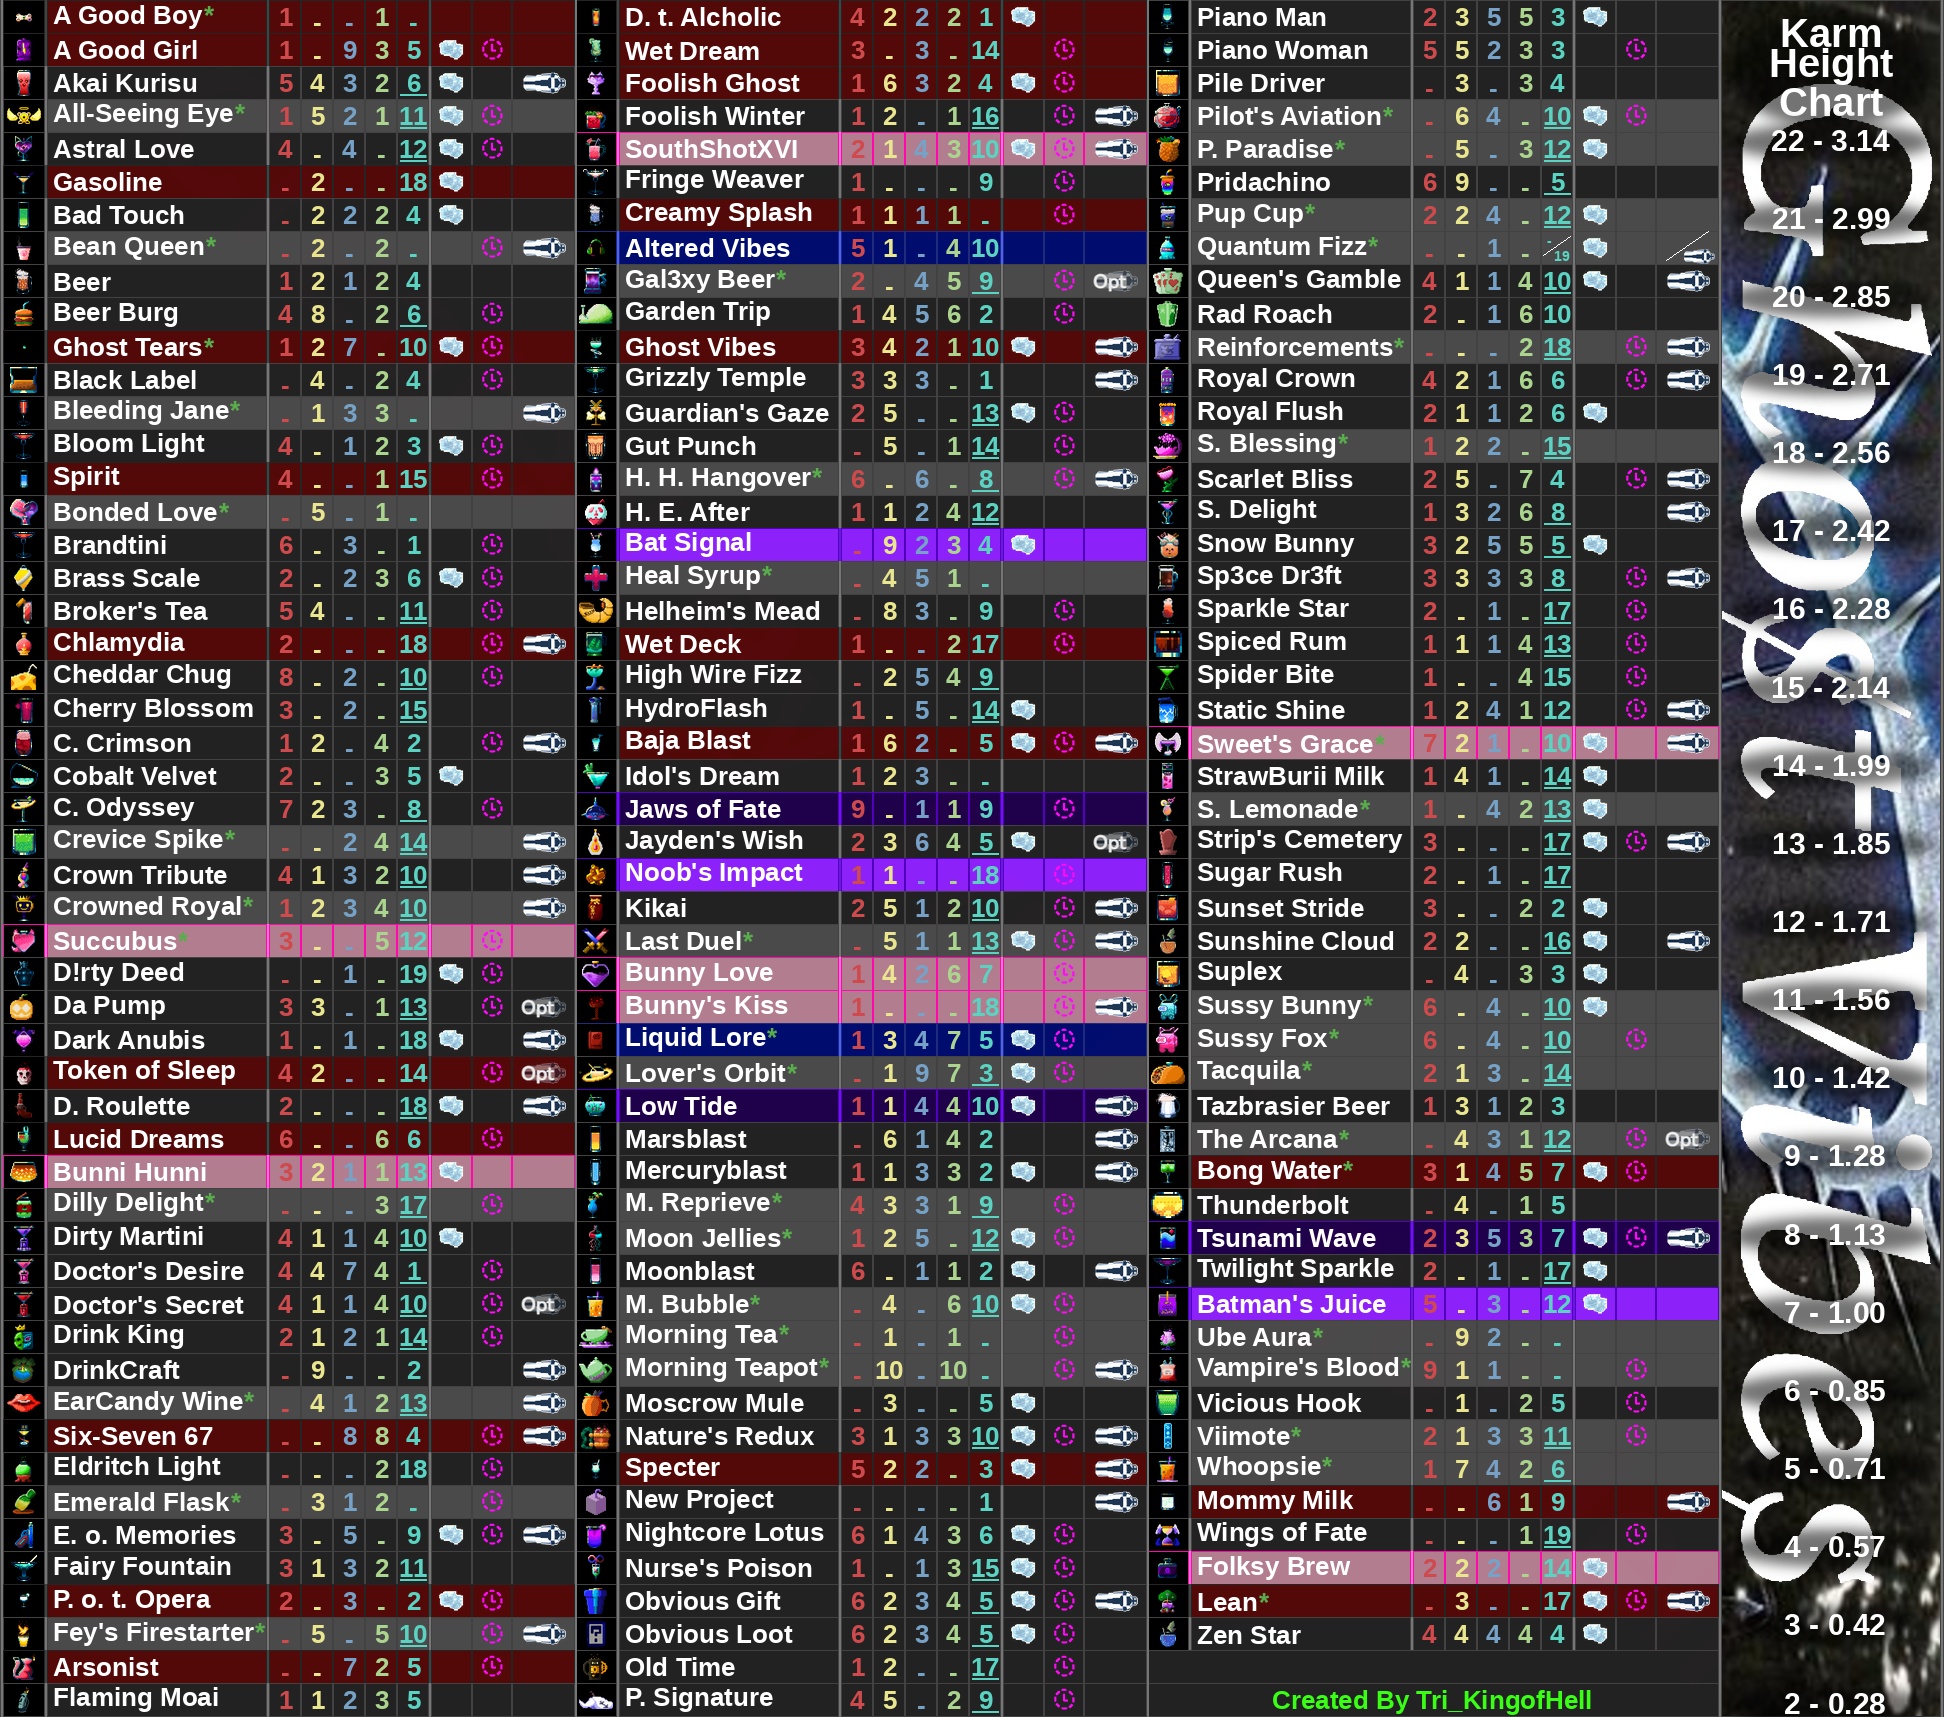 A Good Boy* 1 - - 1 -
A Good Girl 1 - 9 3 5
Akai Kurisu 5 4 3 2 6
All-Seeing Eye* 1 5 2 1 11
Astral Love 4 - 4 - 12
Gasoline - 2 - - 18
Bad Touch - 2 2 2 4
Bean Queen* - 2 - 2 -
Beer 1 2 1 2 4
Beer Burg 4 8 - 2 6
Ghost Tears* 1 2 7 - 10
Black Label - 4 - 2 4
Bleeding Jane* - 1 3 3 -
Bloom Light 4 - 1 2 3
Spirit 4 - - 1 15
Bonded Love* - 5 - 1 -
Brandtini 6 - 3 - 1
Brass Scale 2 - 2 3 6
Broker's Tea 5 4 - - 11
Chlamydia 2 - - - 18
Cheddar Chug 8 - 2 - 10
Cherry Blossom 3 - 2 - 15
C. Crimson 1 2 - 4 2
Cobalt Velvet 2 - - 3 5
C. Odyssey 7 2 3 - 8
Crevice Spike* - - 2 4 14
Crown Tribute 4 1 3 2 10
Crowned Royal* 1 2 3 4 10
Succubus* 3 - - 5 12
D!rty Deed - - 1 - 19
Da Pump 3 3 - 1 13 Opt
Dark Anubis 1 - 1 - 18
Token of Sleep 4 2 - - 14 Opt
D. Roulette 2 - - - 18
Lucid Dreams 6 - - 6 6
Bunni Hunni 3 2 1 1 13
Dilly Delight* - - - 3 17
Dirty Martini 4 1 1 4 10
Doctor's Desire 4 4 7 4 1
Doctor's Secret 4 1 1 4 10 Opt
Drink King 2 1 2 1 14
DrinkCraft - 9 - - 2
EarCandy Wine* - 4 1 2 13
Six-Seven 67 - - 8 8 4
Eldritch Light - - - 2 18
Emerald Flask* - 3 1 2 -
E. o. Memories 3 - 5 - 9
Fairy Fountain 3 1 3 2 11
P. o. t. Opera 2 - 3 - 2
Fey's Firestarter* - 5 - 5 10
Arsonist - - 7 2 5
Flaming Moai 1 1 2 3 5
D. t. Alcholic 4 2 2 2 1
Wet Dream 3 - 3 - 14
Foolish Ghost 1 6 3 2 4
Foolish Winter 1 2 - 1 16
SouthShotXVI 2 1 4 3 10
Fringe Weaver 1 - - - 9
Creamy Splash 1 1 1 1 -
Altered Vibes 5 1 - 4 10
Gal3xy Beer* 2 - 4 5 9 Opt
Garden Trip 1 4 5 6 2
Ghost Vibes 3 4 2 1 10
Grizzly Temple 3 3 3 - 1
Guardian's Gaze 2 5 - - 13
Gut Punch - 5 - 1 14
H. H. Hangover* 6 - 6 - 8
H. E. After 1 1 2 4 12
Bat Signal - 9 2 3 4
Heal Syrup* - 4 5 1 -
Helheim's Mead - 8 3 - 9
Wet Deck 1 - - 2 17
High Wire Fizz - 2 5 4 9
HydroFlash 1 - 5 - 14
Baja Blast 1 6 2 - 5
Idol's Dream 1 2 3 - -
Jaws of Fate 9 - 1 1 9
Jayden's Wish 2 3 6 4 5 Opt
Noob's Impact 1 1 - - 18
Kikai 2 5 1 2 10
Last Duel* - 5 1 1 13
Bunny Love 1 4 2 6 7
Bunny's Kiss 1 - - - 18
Liquid Lore* 1 3 4 7 5
Lover's Orbit* - 1 9 7 3
Low Tide 1 1 4 4 10
Marsblast - 6 1 4 2
Mercuryblast 1 1 3 3 2
M. Reprieve* 4 3 3 1 9
Moon Jellies* 1 2 5 - 12
Moonblast 6 - 1 1 2
M. Bubble* - 4 - 6 10
Morning Tea* - 1 - 1 -
Morning Teapot* - 10 - 10 -
Moscrow Mule - 3 - - 5
Nature's Redux 3 1 3 3 10
Specter 5 2 2 - 3
New Project - - - - 1
Nightcore Lotus 6 1 4 3 6
Nurse's Poison 1 - 1 3 15
Obvious Gift 6 2 3 4 5
Obvious Loot 6 2 3 4 5
Old Time 1 2 - - 17
P. Signature 4 5 - 2 9
Piano Man 2 3 5 5 3
Piano Woman 5 5 2 3 3
Pile Driver - 3 - 3 4
Pilot's Aviation* - 6 4 - 10
P. Paradise* - 5 - 3 12
Pridachino 6 9 - - 5
Pup Cup* 2 2 4 - 12
Quantum Fizz* - - 1 - -/19
Queen's Gamble 4 1 1 4 10
Rad Roach 2 - 1 6 10
Reinforcements* - - - 2 18
Royal Crown 4 2 1 6 6
Royal Flush 2 1 1 2 6
S. Blessing* 1 2 2 - 15
Scarlet Bliss 2 5 - 7 4
S. Delight 1 3 2 6 8
Snow Bunny 3 2 5 5 5
Sp3ce Dr3ft 3 3 3 3 8
Sparkle Star 2 - 1 - 17
Spiced Rum 1 1 1 4 13
Spider Bite 1 - - 4 15
Static Shine 1 2 4 1 12
Sweet's Grace* 7 2 1 - 10
StrawBurii Milk 1 4 1 - 14
S. Lemonade* 1 - 4 2 13
Strip's Cemetery 3 - - - 17
Sugar Rush 2 - 1 - 17
Sunset Stride 3 - - 2 2
Sunshine Cloud 2 2 - - 16
Suplex - 4 - 3 3
Sussy Bunny* 6 - 4 - 10
Sussy Fox* 6 - 4 - 10
Tacquila* 2 1 3 - 14
Tazbrasier Beer 1 3 1 2 3
The Arcana* - 4 3 1 12 Opt
Bong Water* 3 1 4 5 7
Thunderbolt - 4 - 1 5
Tsunami Wave 2 3 5 3 7
Twilight Sparkle 2 - 1 - 17
Batman's Juice 5 - 3 - 12
Ube Aura* - 9 2 - -
Vampire's Blood* 9 1 1 - -
Vicious Hook - 1 - 2 5
Viimote* 2 1 3 3 11
Whoopsie* 1 7 4 2 6
Mommy Milk - - 6 1 9
Wings of Fate - - - 1 19
Folksy Brew 2 2 2 - 14
Lean* - 3 - - 17
Zen Star 4 4 4 4 4
Created By Tri_KingofHell
Karm
Height
Chart
22 - 3.14
21 - 2.99
20 - 2.85
19 - 2.71
18 - 2.56
17 - 2.42
16 - 2.28
15 - 2.14
14 - 1.99
13 - 1.85
12 - 1.71
11 - 1.56
10 - 1.42
9 - 1.28
8 - 1.13
7 - 1.00
6 - 0.85
5 - 0.71
4 - 0.57
3 - 0.42
2 - 0.28
Ghost Vibes